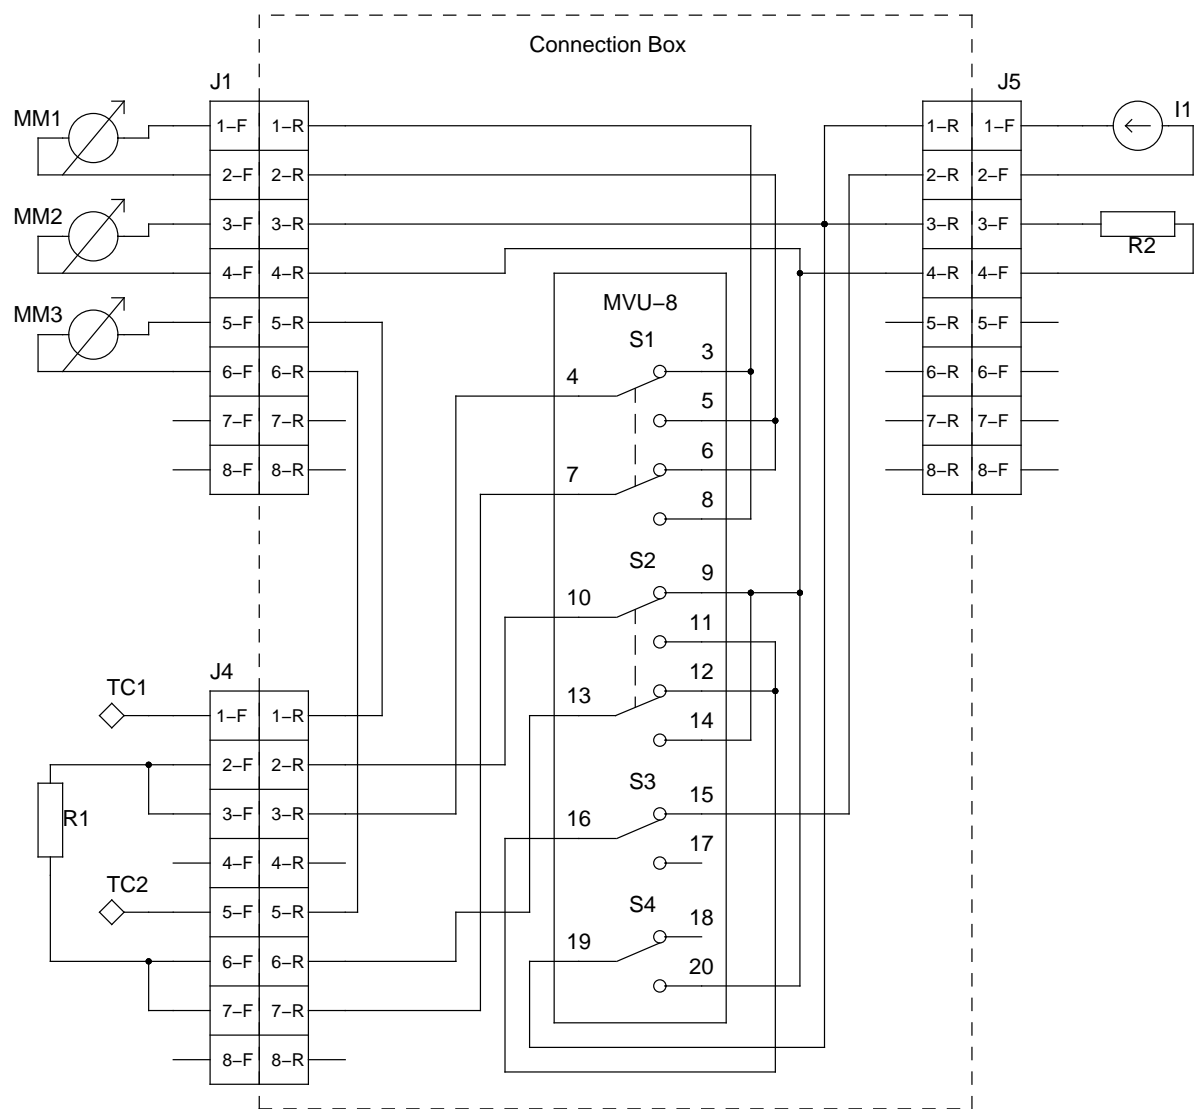 Connection Box
J1
J5
MM1
1–F 1–R
1–R 1–F
I1
2–F 2–R
2–R 2–F
MM2
3–F 3–R
3–R 3–F
R2
4–F 4–R
4–R 4–F
MM3
5–F 5–R
5–R 5–F
6–F 6–R
6–R 6–F
7–F 7–R
7–R 7–F
8–F 8–R
8–R 8–F
MVU–8
S1
3
4
5
6
7
8
S2
9
10
11
12
13
14
S3
15
16
17
S4
18
19
20
J4
TC1
1–F 1–R
2–F 2–R
R1
3–F 3–R
4–F 4–R
TC2
5–F 5–R
6–F 6–R
7–F 7–R
8–F 8–R